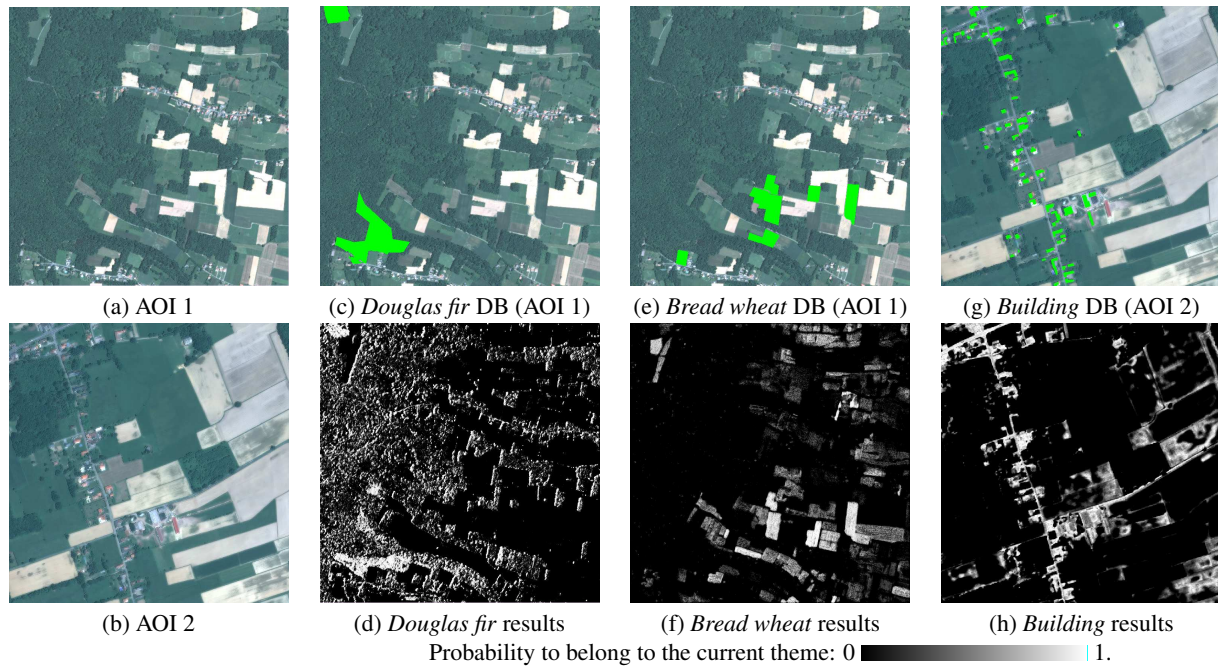 (a) AOI 1
(c) Douglas fir DB (AOI 1)
(e) Bread wheat DB (AOI 1)
(g) Building DB (AOI 2)
(b) AOI 2
(d) Douglas fir results
(f) Bread wheat results
(h) Building results
Probability to belong to the current theme: 0 1.